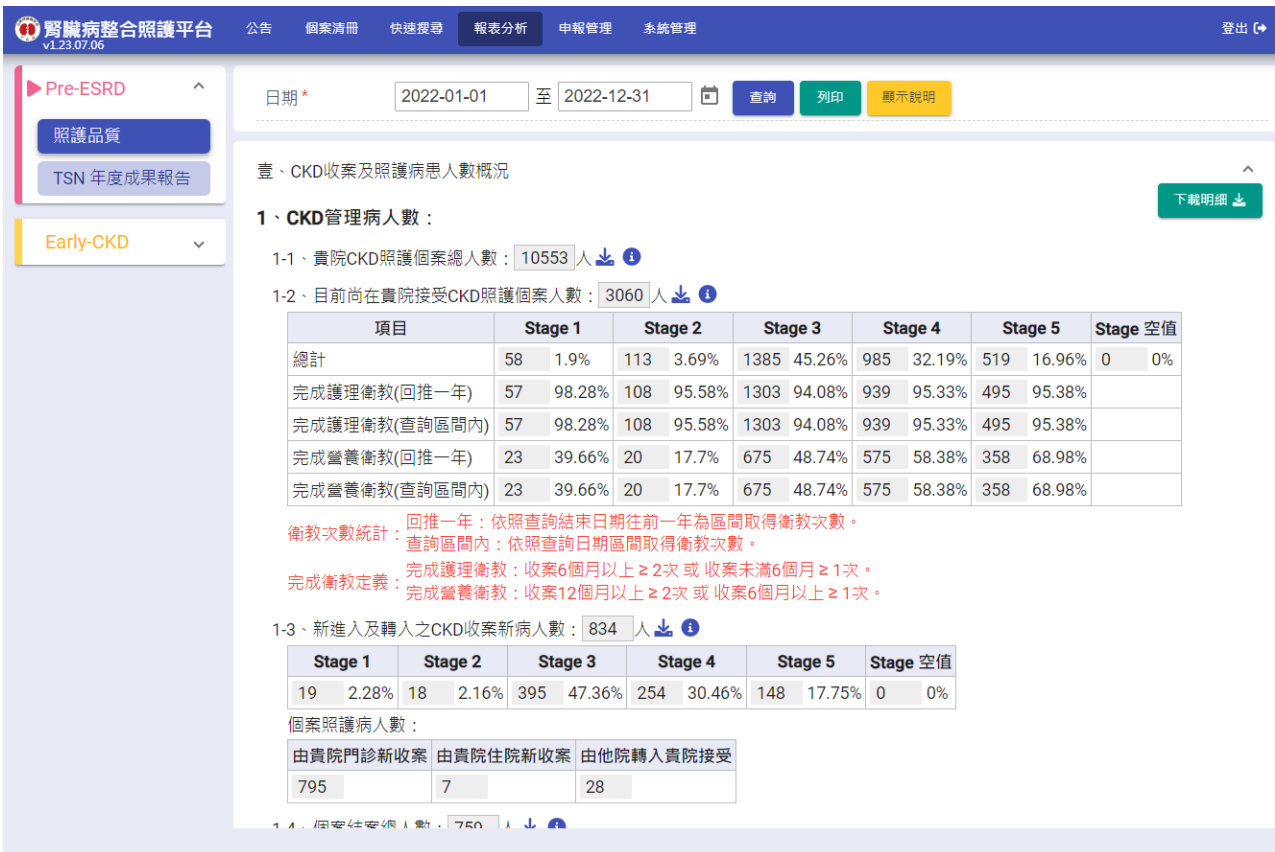 腎臟病整合照護平台
v1.23.07.06
公告 個案清冊 快速搜尋 報表分析 申報管理 系統管理 登出
Pre-ESRD
照護品質
TSN 年度成果報告
Early-CKD
日期* 2022-01-01 至 2022-12-31 查詢 列印 顯示說明
壹、CKD收案及照護病患人數概況
下載明細
1、CKD管理病人數：
1-1、貴院CKD照護個案總人數： 10553 人
1-2、目前尚在貴院接受CKD照護個案人數： 3060 人
項目 Stage 1 Stage 2 Stage 3 Stage 4 Stage 5 Stage 空值
總計 58 1.9% 113 3.69% 1385 45.26% 985 32.19% 519 16.96% 0 0%
完成護理衛教(回推一年) 57 98.28% 108 95.58% 1303 94.08% 939 95.33% 495 95.38%
完成護理衛教(查詢區間內) 57 98.28% 108 95.58% 1303 94.08% 939 95.33% 495 95.38%
完成營養衛教(回推一年) 23 39.66% 20 17.7% 675 48.74% 575 58.38% 358 68.98%
完成營養衛教(查詢區間內) 23 39.66% 20 17.7% 675 48.74% 575 58.38% 358 68.98%
衛教次數統計：
回推一年：依照查詢結束日期往前一年為區間取得衛教次數。
查詢區間內：依照查詢日期區間取得衛教次數。
完成衛教定義：
完成護理衛教：收案6個月以上 ≥ 2次 或 收案未滿6個月 ≥ 1次。
完成營養衛教：收案12個月以上 ≥ 2次 或 收案6個月以上 ≥ 1次。
1-3、新進入及轉入之CKD收案新病人數： 834 人
Stage 1 Stage 2 Stage 3 Stage 4 Stage 5 Stage 空值
19 2.28% 18 2.16% 395 47.36% 254 30.46% 148 17.75% 0 0%
個案照護病人數：
由貴院門診新收案 由貴院住院新收案 由他院轉入貴院接受
795 7 28
1-4、個案結案總人數： 759 人